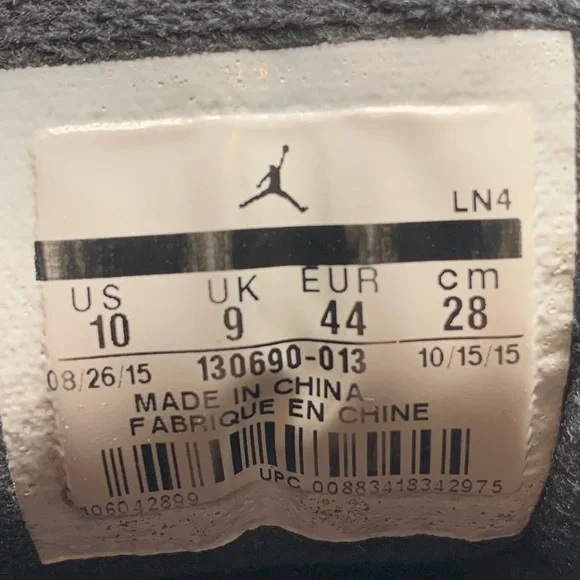 LN4
US UK EUR cm
10 9 44 28
08/26/15 130690-013 10/15/15
MADE IN CHINA
FABRIQUE EN CHINE
106042899 UPC 00883418342975